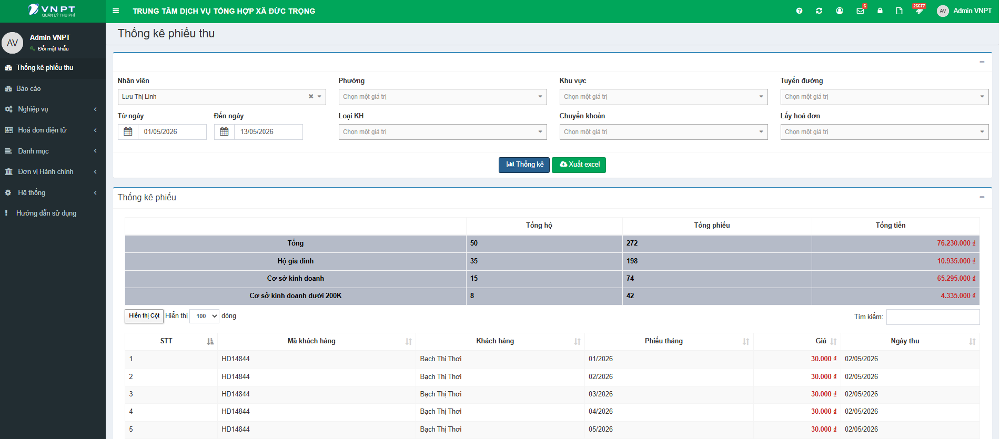 VNPT
QUẢN LÝ THU PHÍ
TRUNG TÂM DỊCH VỤ TỔNG HỢP XÃ ĐỨC TRỌNG
6
26677
AV
Admin VNPT
AV
Admin VNPT
Đổi mật khẩu
Thống kê phiếu thu
Báo cáo
Nghiệp vụ
Hoá đơn điện tử
Danh mục
Đơn vị Hành chính
Hệ thống
Hướng dẫn sử dụng
Thống kê phiếu thu
Nhân viên Phường Khu vực Tuyến đường
Lưu Thị Linh Chọn một giá trị Chọn một giá trị Chọn một giá trị
Từ ngày Đến ngày Loại KH Chuyển khoản Lấy hoá đơn
01/05/2026 13/05/2026 Chọn một giá trị Chọn một giá trị Chọn một giá trị
Thống kê Xuất excel
Thống kê phiếu
Tổng hộ Tổng phiếu Tổng tiền
Tổng 50 272 76.230.000 ₫
Hộ gia đình 35 198 10.935.000 ₫
Cơ sở kinh doanh 15 74 65.295.000 ₫
Cơ sở kinh doanh dưới 200K 8 42 4.335.000 ₫
Hiển thị Cột Hiển thị 100 dòng Tìm kiếm:
STT Mã khách hàng Khách hàng Phiếu tháng Giá Ngày thu
1 HD14844 Bạch Thị Thơi 01/2026 30.000 ₫ 02/05/2026
2 HD14844 Bạch Thị Thơi 02/2026 30.000 ₫ 02/05/2026
3 HD14844 Bạch Thị Thơi 03/2026 30.000 ₫ 02/05/2026
4 HD14844 Bạch Thị Thơi 04/2026 30.000 ₫ 02/05/2026
5 HD14844 Bạch Thị Thơi 05/2026 30.000 ₫ 02/05/2026